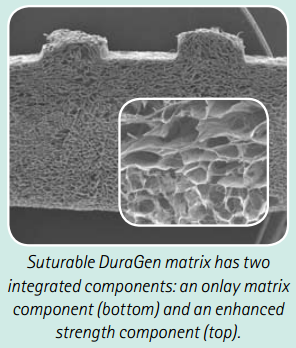 Suturable DuraGen matrix has two
integrated components: an onlay matrix
component (bottom) and an enhanced
strength component (top).